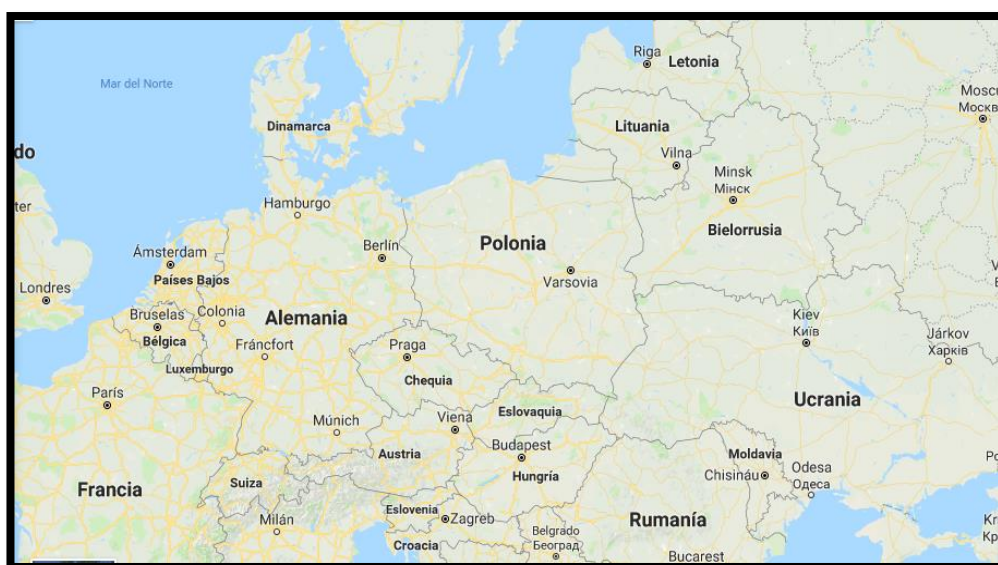 Riga
Letonia
Mar del Norte
Mosc
Москв
Dinamarca
Lituania
do
Vilna
Minsk
Мінск
ter
Hamburgo
Bielorrusia
Polonia
Berlín
Ámsterdam
Varsovia
Países Bajos
Londres
Bruselas
Colonia
Alemania
Kiev
Київ
Bélgica
Járkov
Харків
Fráncfort
Praga
Luxemburgo
Chequia
París
Ucrania
Eslovaquia
Múnich
Viena
Budapest
Austria
Moldavia
Hungría
Chisináu
Odesa
Одеса
Suiza
Francia
Eslovenia
Zagreb
Milán
Rumanía
Belgrado
Београд
Croacia
Bucarest